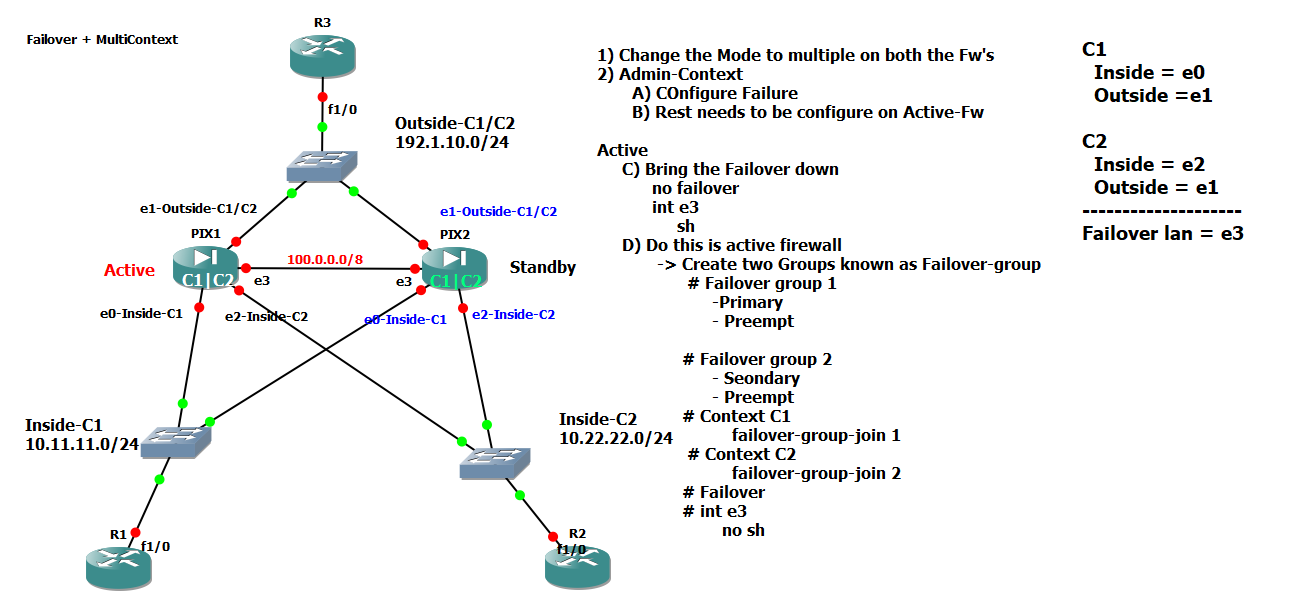 R3
Failover + MultiContext
f1/0
Outside-C1/C2
192.1.10.0/24
e1-Outside-C1/C2
e1-Outside-C1/C2
PIX1
PIX2
100.0.0.0/8
Active
Standby
C1|C2
C1|C2
e3
e3
e0-Inside-C1
e2-Inside-C2
e0-Inside-C1
e2-Inside-C2
Inside-C1
10.11.11.0/24
Inside-C2
10.22.22.0/24
R1
f1/0
R2
f1/0
1) Change the Mode to multiple on both the Fw's
2) Admin-Context
A) COnfigure Failure
B) Rest needs to be configure on Active-Fw
Active
C) Bring the Failover down
no failover
int e3
sh
D) Do this is active firewall
-> Create two Groups known as Failover-group
# Failover group 1
-Primary
- Preempt
# Failover group 2
- Seondary
- Preempt
# Context C1
failover-group-join 1
# Context C2
failover-group-join 2
# Failover
# int e3
no sh
C1
Inside = e0
Outside =e1
C2
Inside = e2
Outside = e1
--------------------
Failover lan = e3